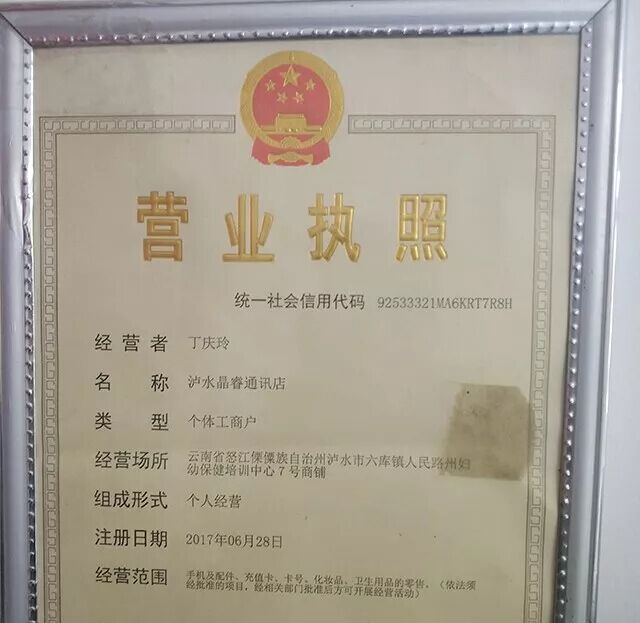 营业执照
统一社会信用代码 92533321MA6KRT7R8H
经营者 丁庆玲
名称 泸水晶睿通讯店
类型 个体工商户
经营场所 云南省怒江傈僳族自治州泸水市六库镇人民路州妇
幼保健培训中心7号商铺
组成形式 个人经营
注册日期 2017年06月28日
经营范围 手机及配件、充值卡、卡号、化妆品、卫生用品的零售。（依法须
经批准的项目，经相关部门批准后方可开展经营活动）